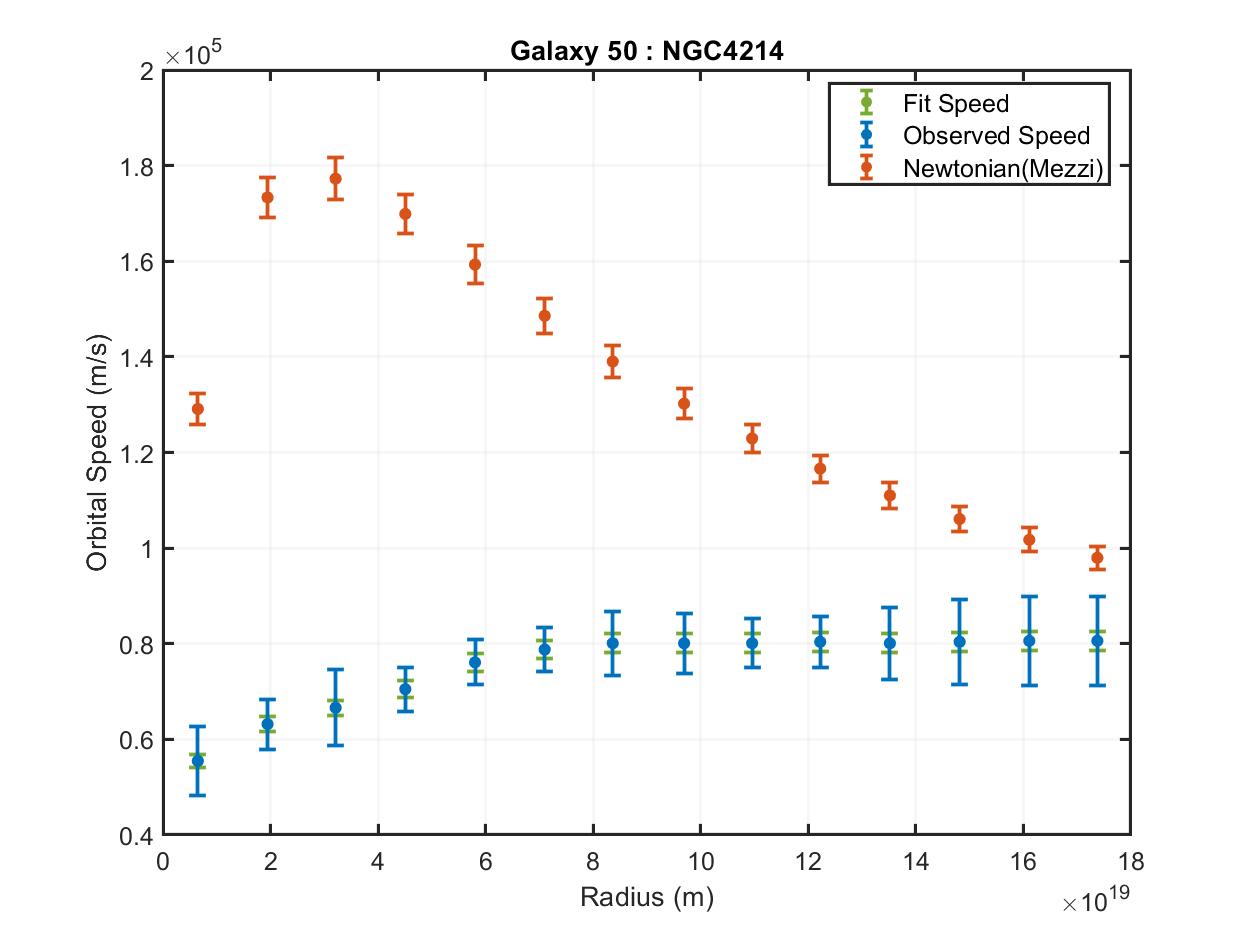 Galaxy 50 : NGC4214
×10^5
2
1.8
1.6
1.4
1.2
1
0.8
0.6
0.4
Orbital Speed (m/s)
Fit Speed
Observed Speed
Newtonian(Mezzi)
0 2 4 6 8 10 12 14 16 18
Radius (m)
×10^19